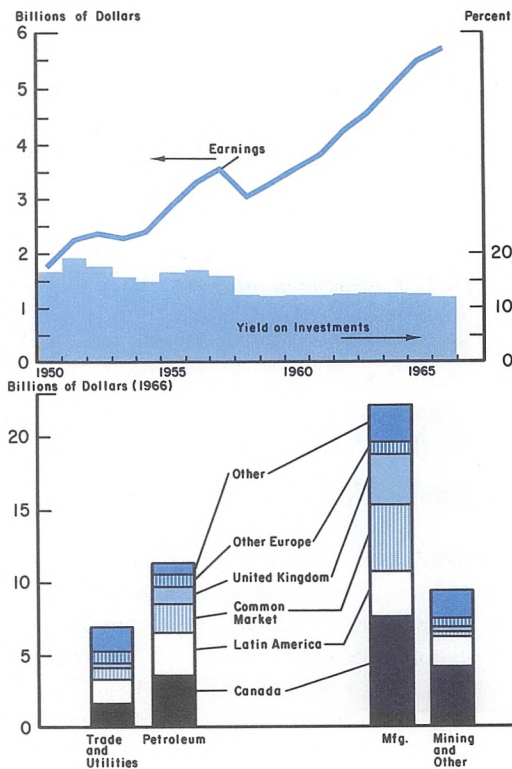 Billions of Dollars
Percent
6
5
4
3
2
1
0
Earnings
20
10
0
Yield on Investments
1950
1955
1960
1965
Billions of Dollars (1966)
20
15
10
5
0
Other
Other Europe
United Kingdom
Common
Market
Latin America
Canada
Trade
and
Utilities
Petroleum
Mfg.
Mining
and
Other